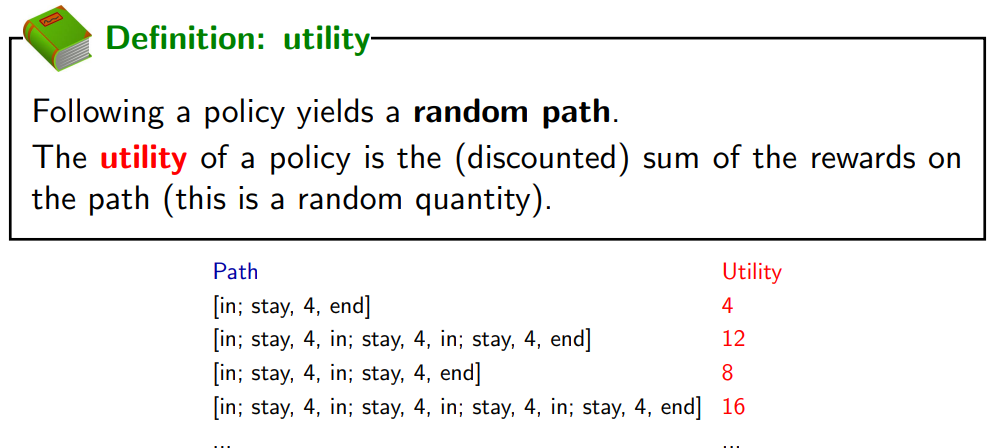 Definition: utility
Following a policy yields a random path.
The utility of a policy is the (discounted) sum of the rewards on
the path (this is a random quantity).
Path Utility
[in; stay, 4, end] 4
[in; stay, 4, in; stay, 4, in; stay, 4, end] 12
[in; stay, 4, in; stay, 4, end] 8
[in; stay, 4, in; stay, 4, in; stay, 4, in; stay, 4, end] 16
... ...